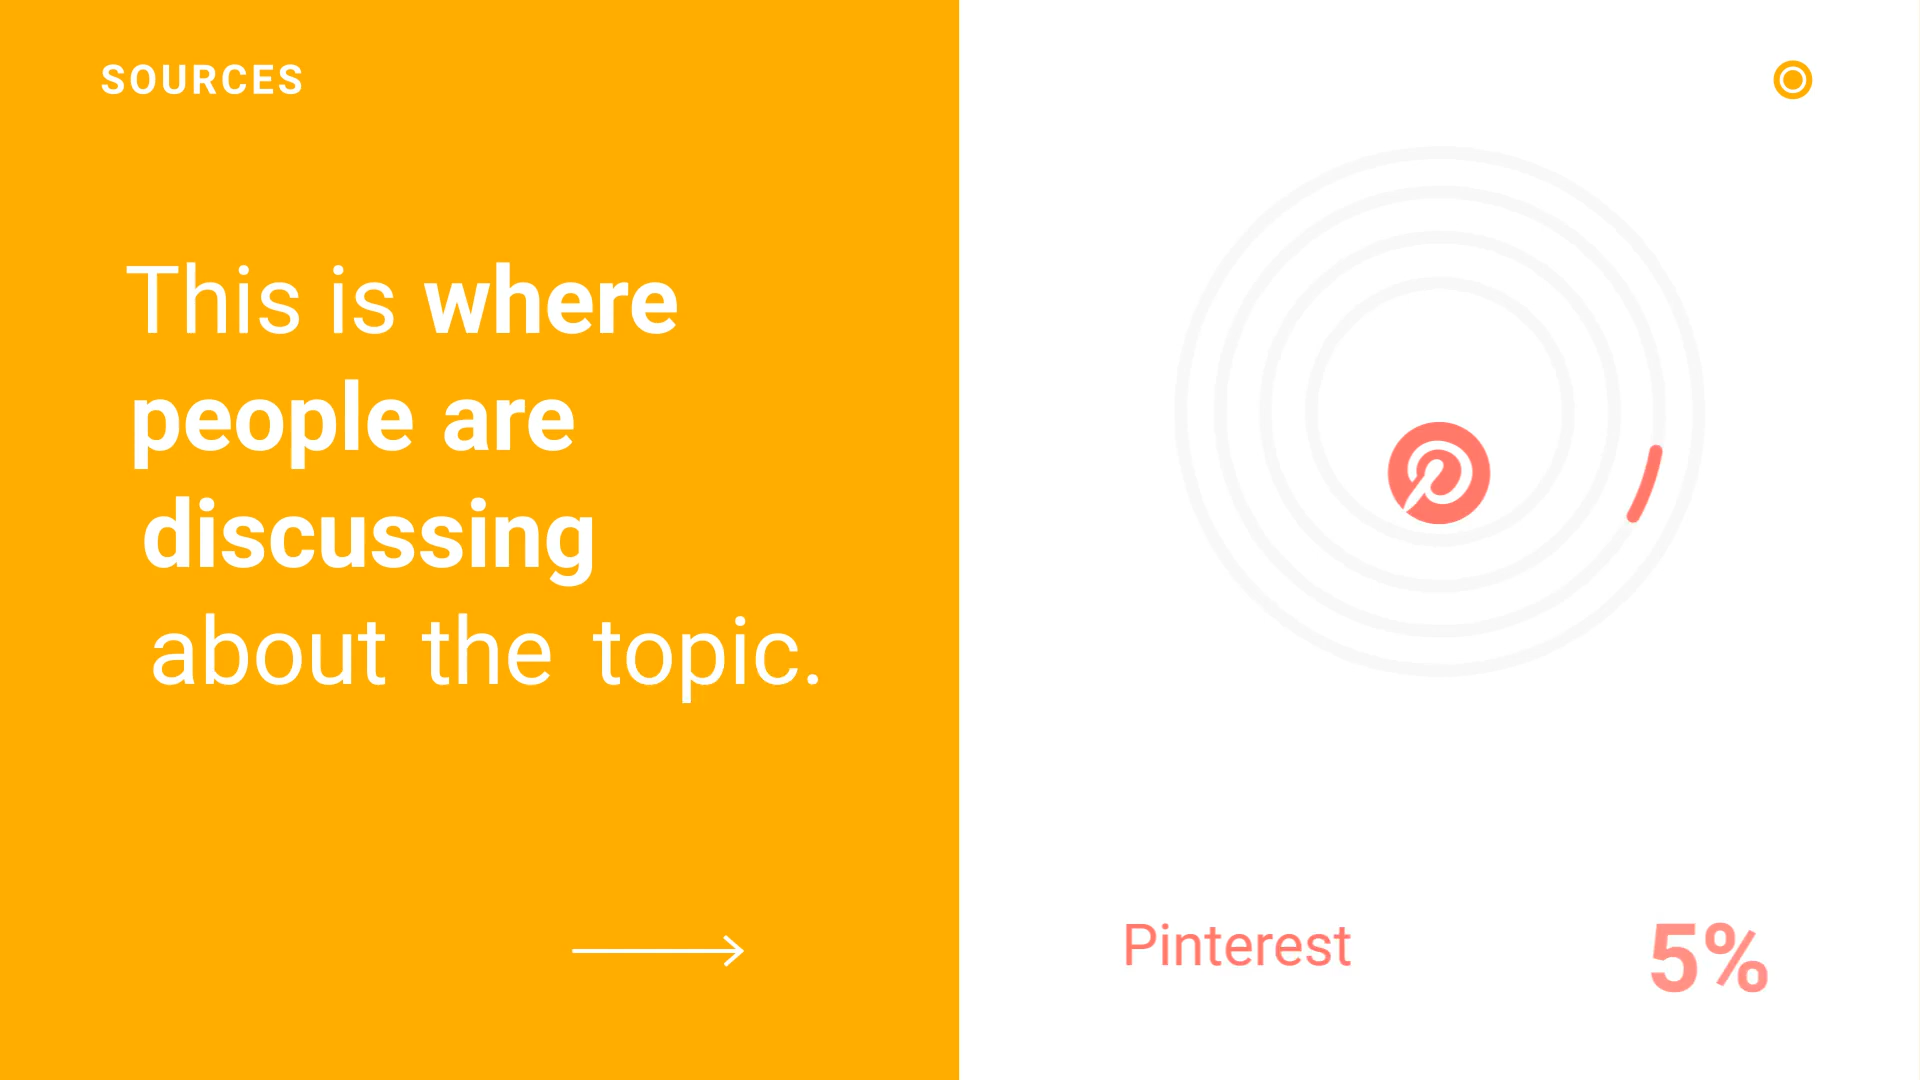 SOURCES
This is where
people are
discussing
about the topic.
Pinterest
5%